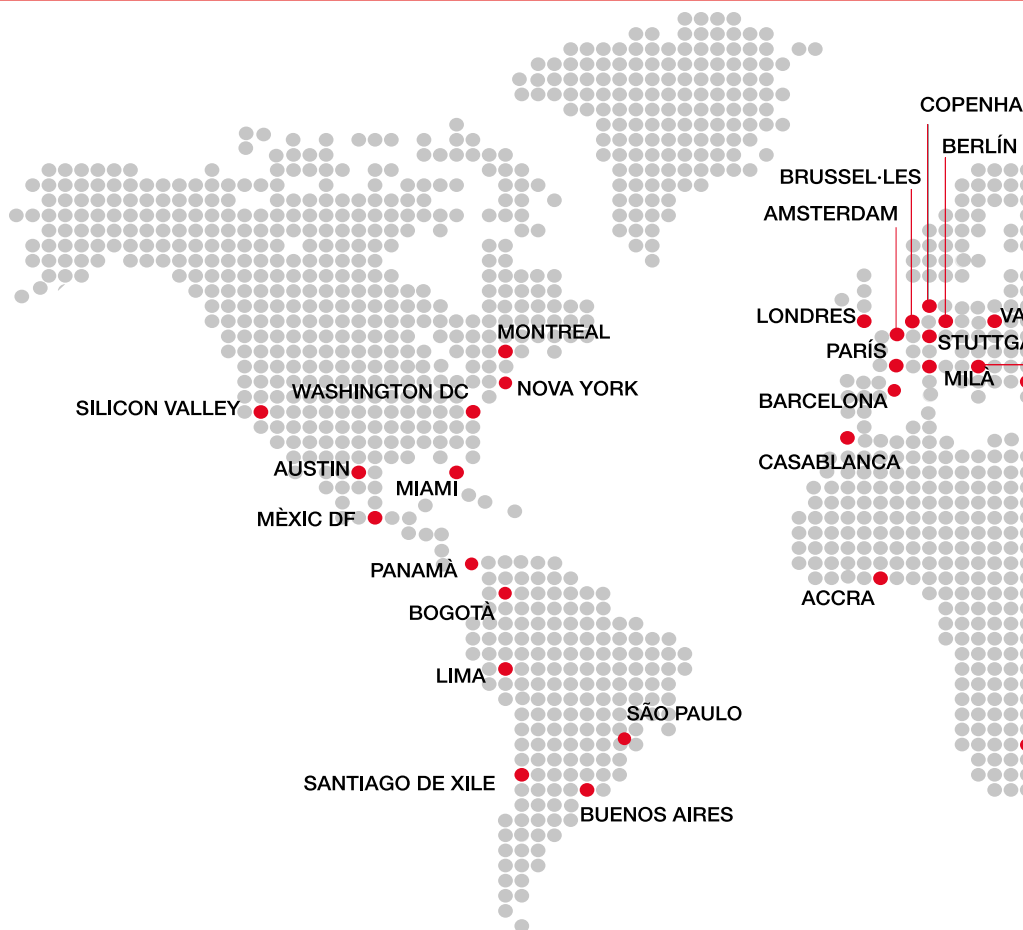 COPENHA
BERLÍN
BRUSSEL·LES
AMSTERDAM
LONDRES
VA
MONTREAL
STUTTGA
PARÍS
MILÀ
WASHINGTON DC
NOVA YORK
BARCELONA
SILICON VALLEY
CASABLANCA
AUSTIN
MIAMI
MÈXIC DF
PANAMÀ
ACCRA
BOGOTÀ
LIMA
SÃO PAULO
SANTIAGO DE XILE
BUENOS AIRES